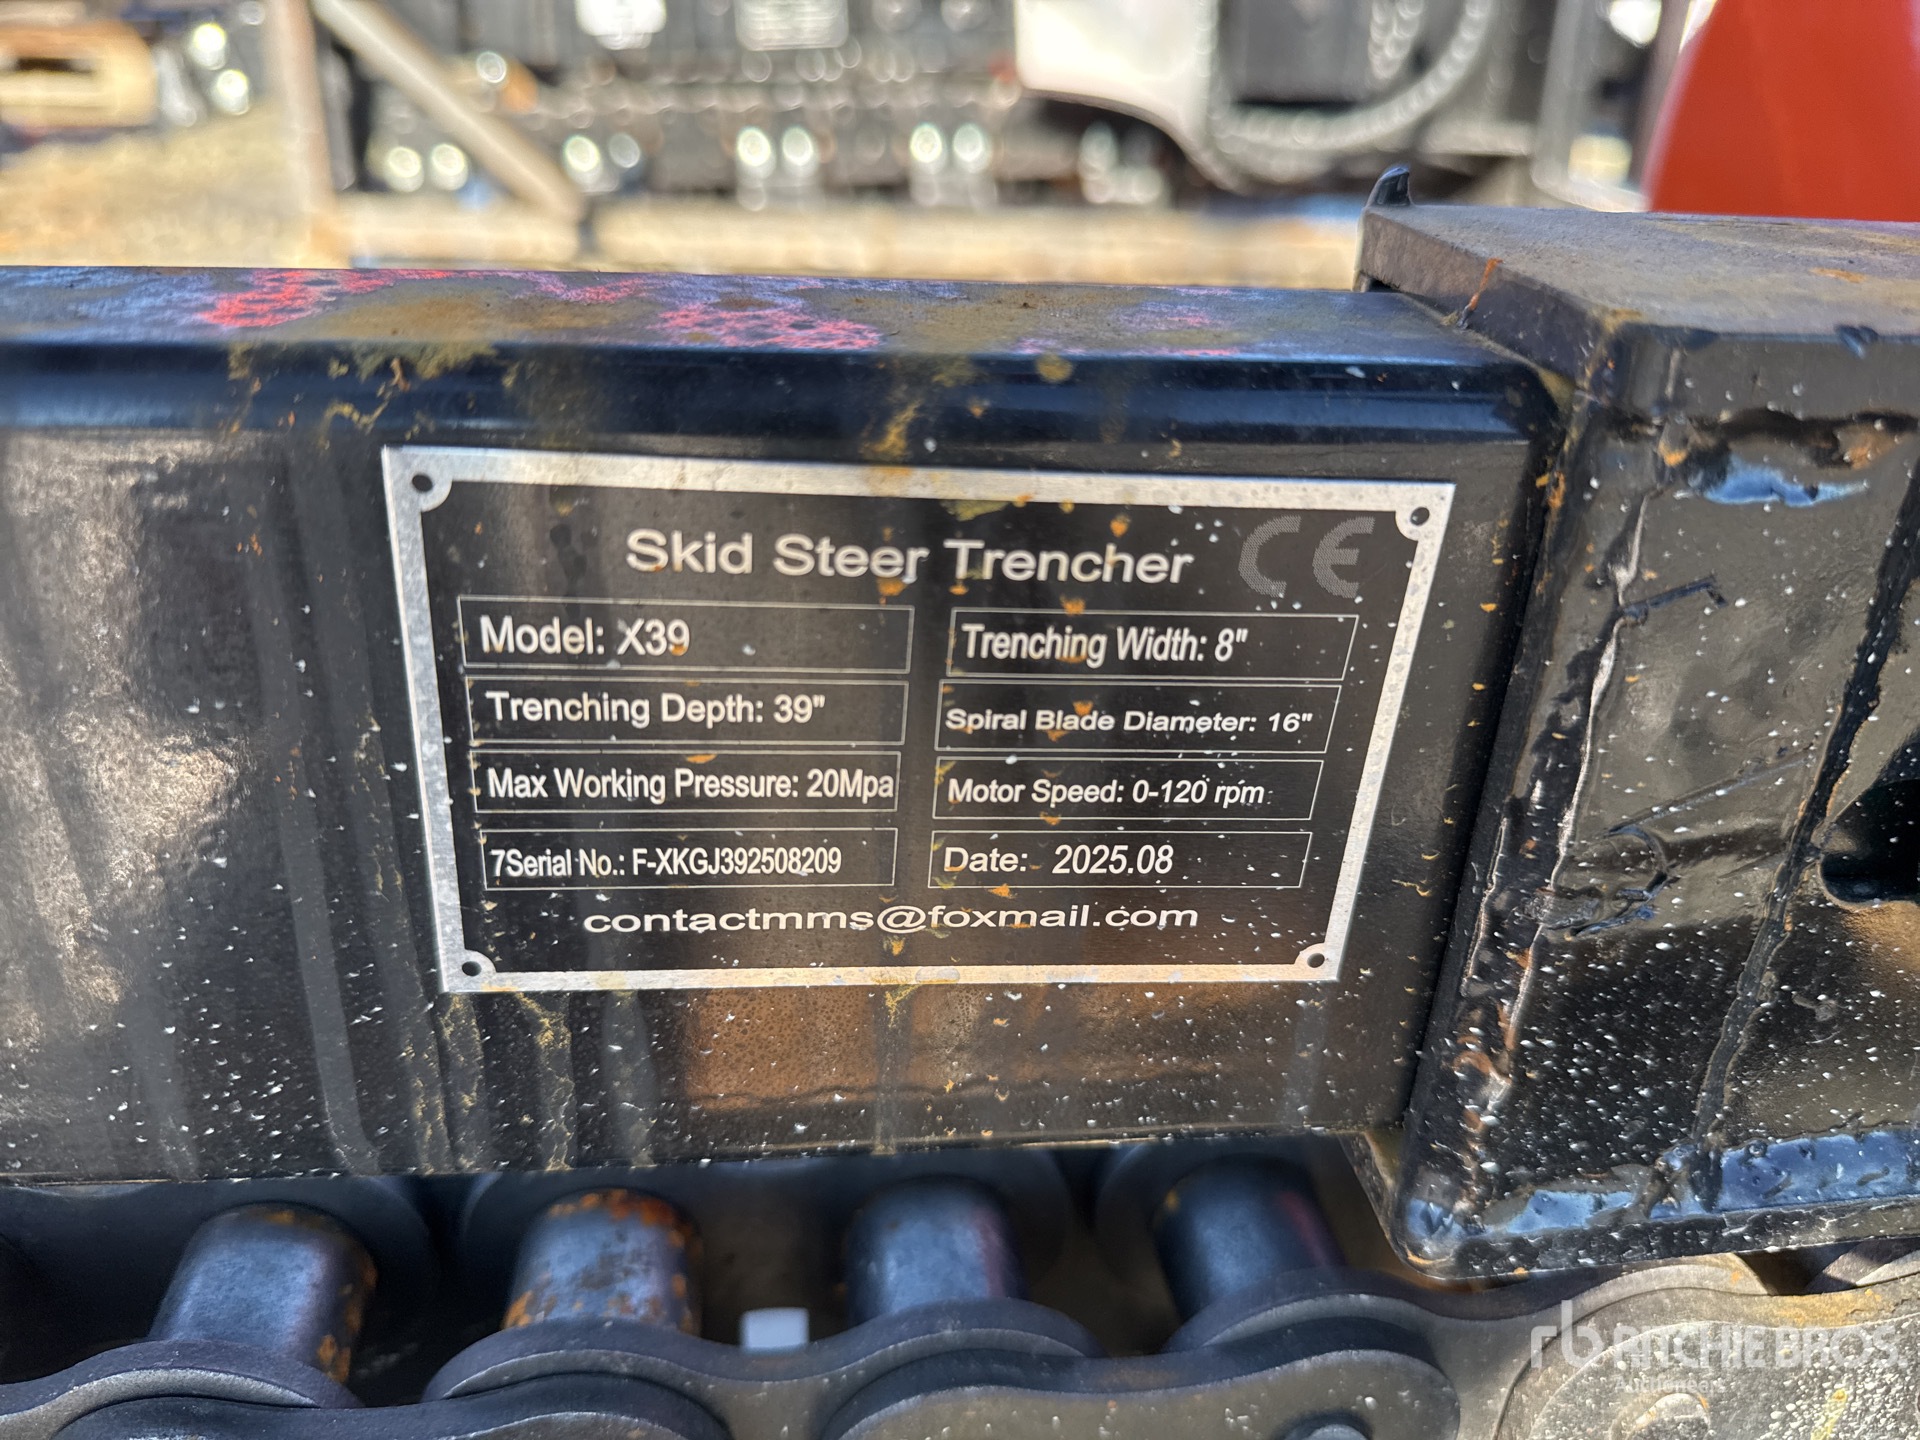 Skid Steer Trencher CE
Model: X39
Trenching Width: 8"
Trenching Depth: 39"
Spiral Blade Diameter: 16"
Max Working Pressure: 20Mpa
Motor Speed: 0-120 rpm
7Serial No.: F-XKGJ392508209
Date: 2025.08
contactmms@foxmail.com
rb RITCHIE BROS.
Auctioneers